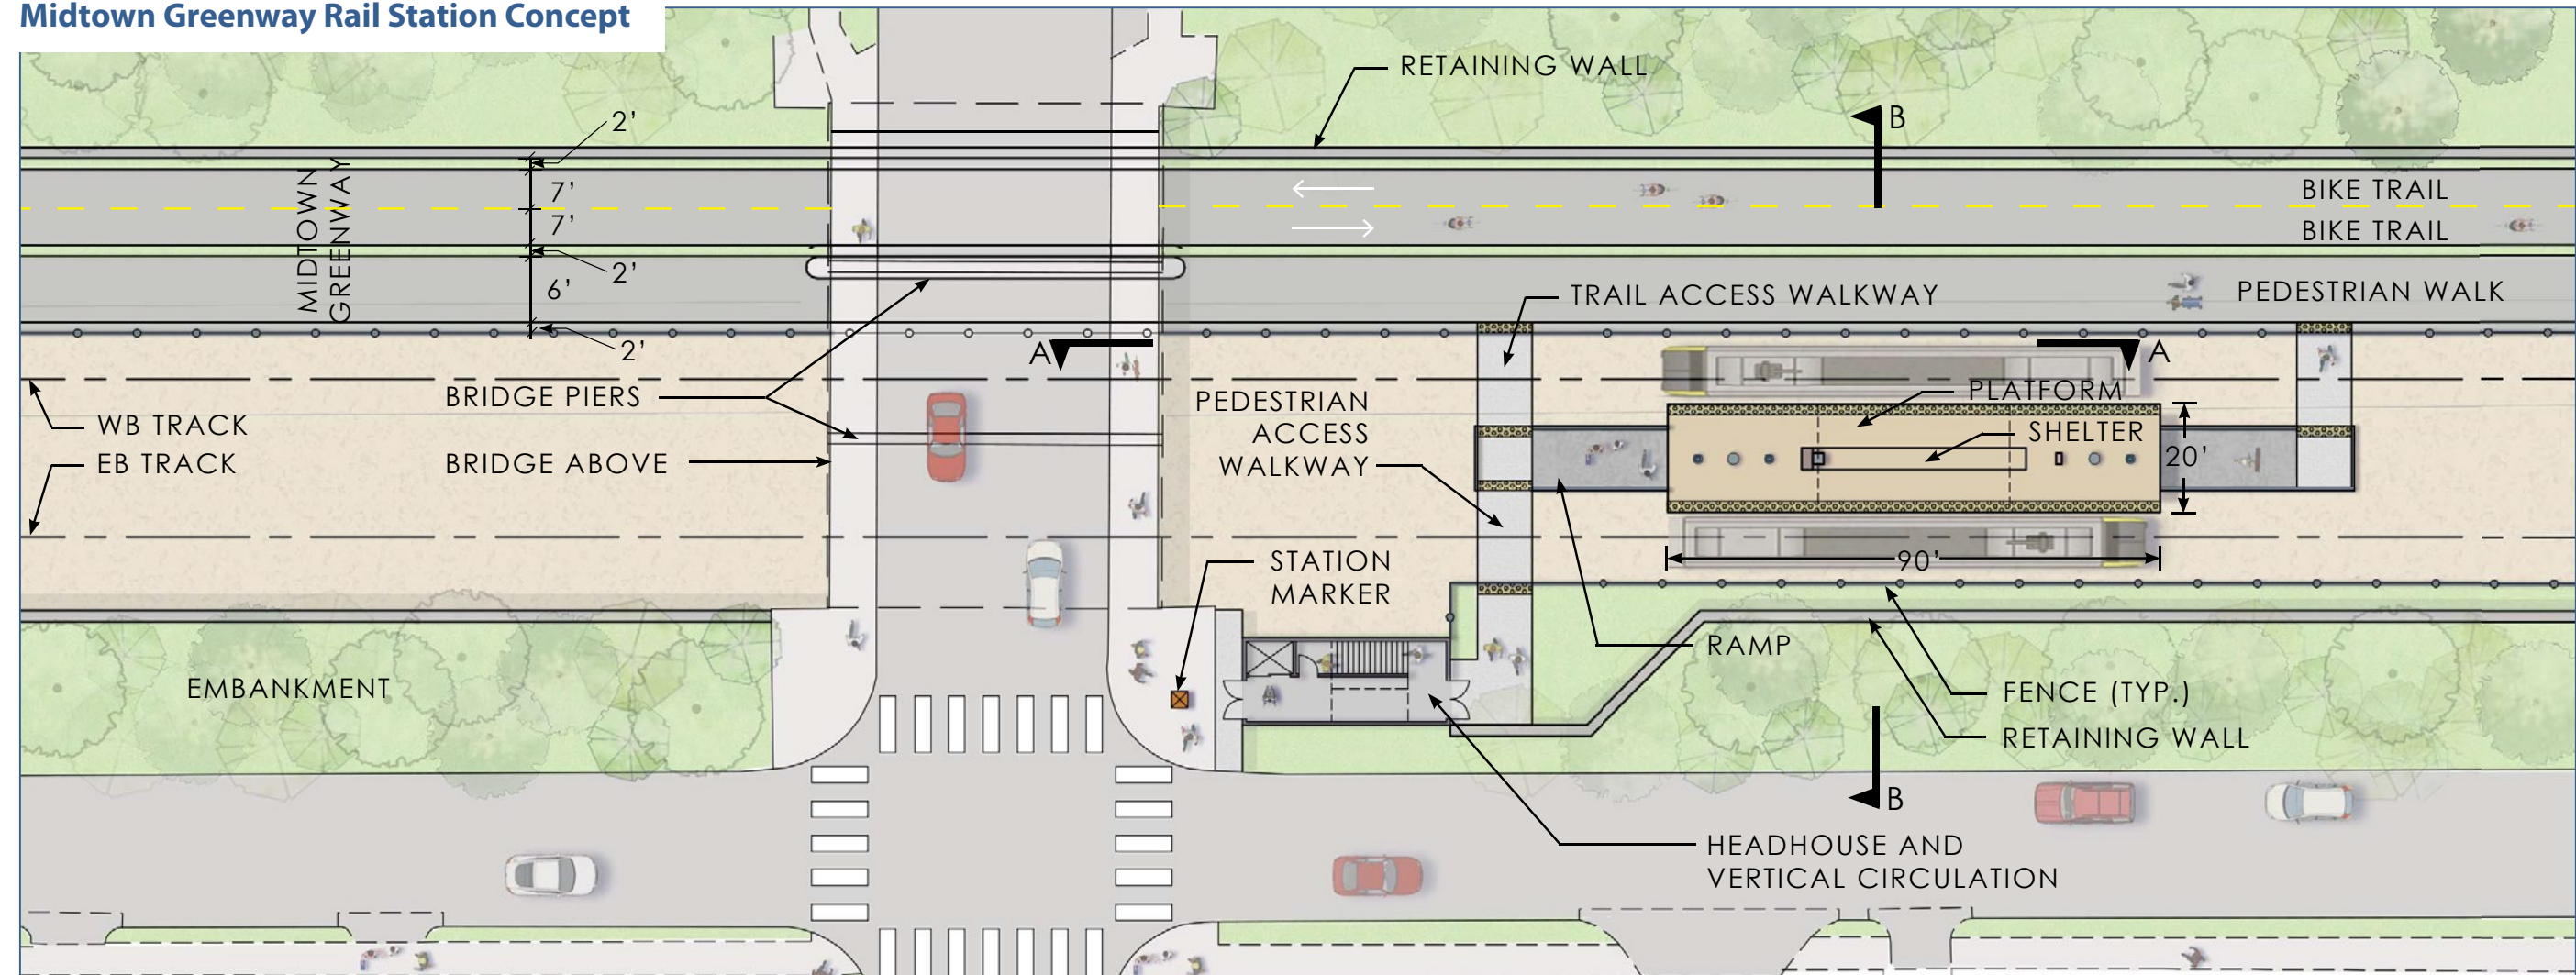 Midtown Greenway Rail Station Concept
RETAINING WALL
B
2'
7'
7'
2'
6'
2'
MIDTOWN
GREENWAY
BIKE TRAIL
BIKE TRAIL
TRAIL ACCESS WALKWAY
PEDESTRIAN WALK
A
A
WB TRACK
EB TRACK
BRIDGE PIERS
BRIDGE ABOVE
PEDESTRIAN
ACCESS
WALKWAY
PLATFORM
SHELTER
20'
90'
STATION
MARKER
RAMP
EMBANKMENT
FENCE (TYP.)
RETAINING WALL
B
HEADHOUSE AND
VERTICAL CIRCULATION